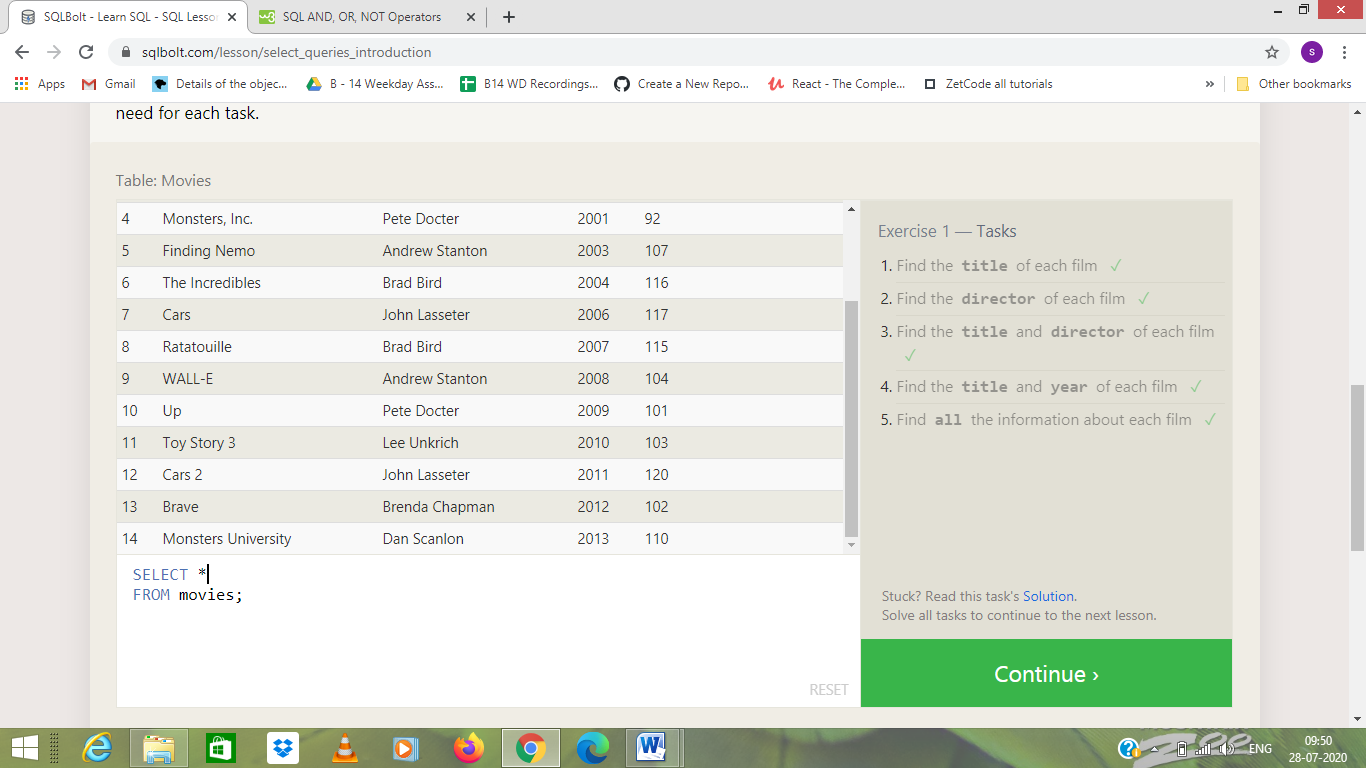 SQLBolt - Learn SQL - SQL Lesson
SQL AND, OR, NOT Operators
sqlbolt.com/lesson/select_queries_introduction
S
Apps
Gmail
Details of the objec...
B - 14 Weekday Ass...
B14 WD Recordings...
Create a New Repo...
React - The Comple...
ZetCode all tutorials
»
Other bookmarks
need for each task.
Table: Movies
4 Monsters, Inc. Pete Docter 2001 92
5 Finding Nemo Andrew Stanton 2003 107
6 The Incredibles Brad Bird 2004 116
7 Cars John Lasseter 2006 117
8 Ratatouille Brad Bird 2007 115
9 WALL-E Andrew Stanton 2008 104
10 Up Pete Docter 2009 101
11 Toy Story 3 Lee Unkrich 2010 103
12 Cars 2 John Lasseter 2011 120
13 Brave Brenda Chapman 2012 102
14 Monsters University Dan Scanlon 2013 110
SELECT *
FROM movies;
RESET
Exercise 1 — Tasks
1. Find the title of each film ✓
2. Find the director of each film ✓
3. Find the title and director of each film
✓
4. Find the title and year of each film ✓
5. Find all the information about each film ✓
Stuck? Read this task's Solution.
Solve all tasks to continue to the next lesson.
Continue ›
ENG
09:50
28-07-2020